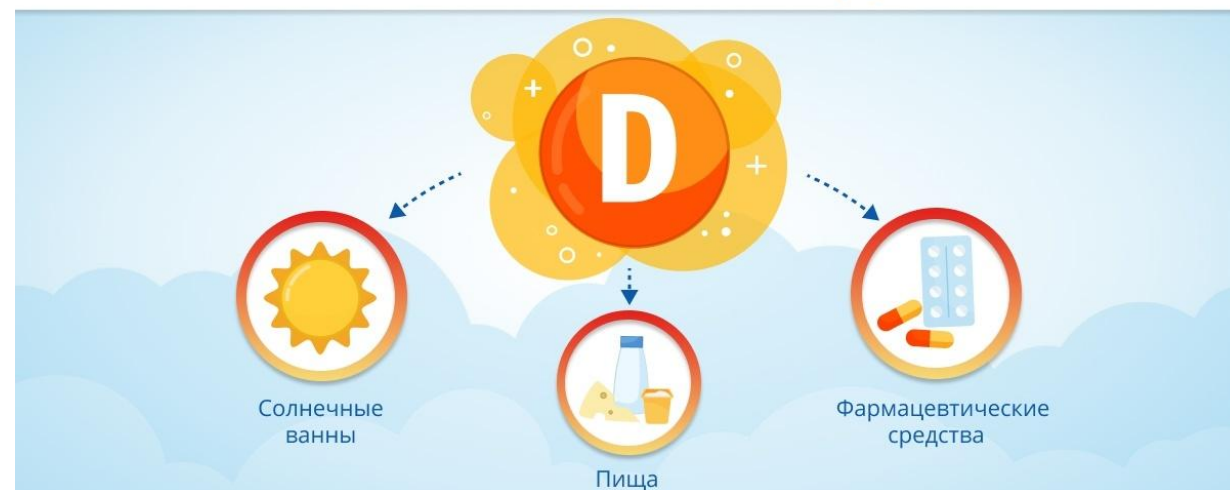 D
Солнечные
ванны
Пища
Фармацевтические
средства